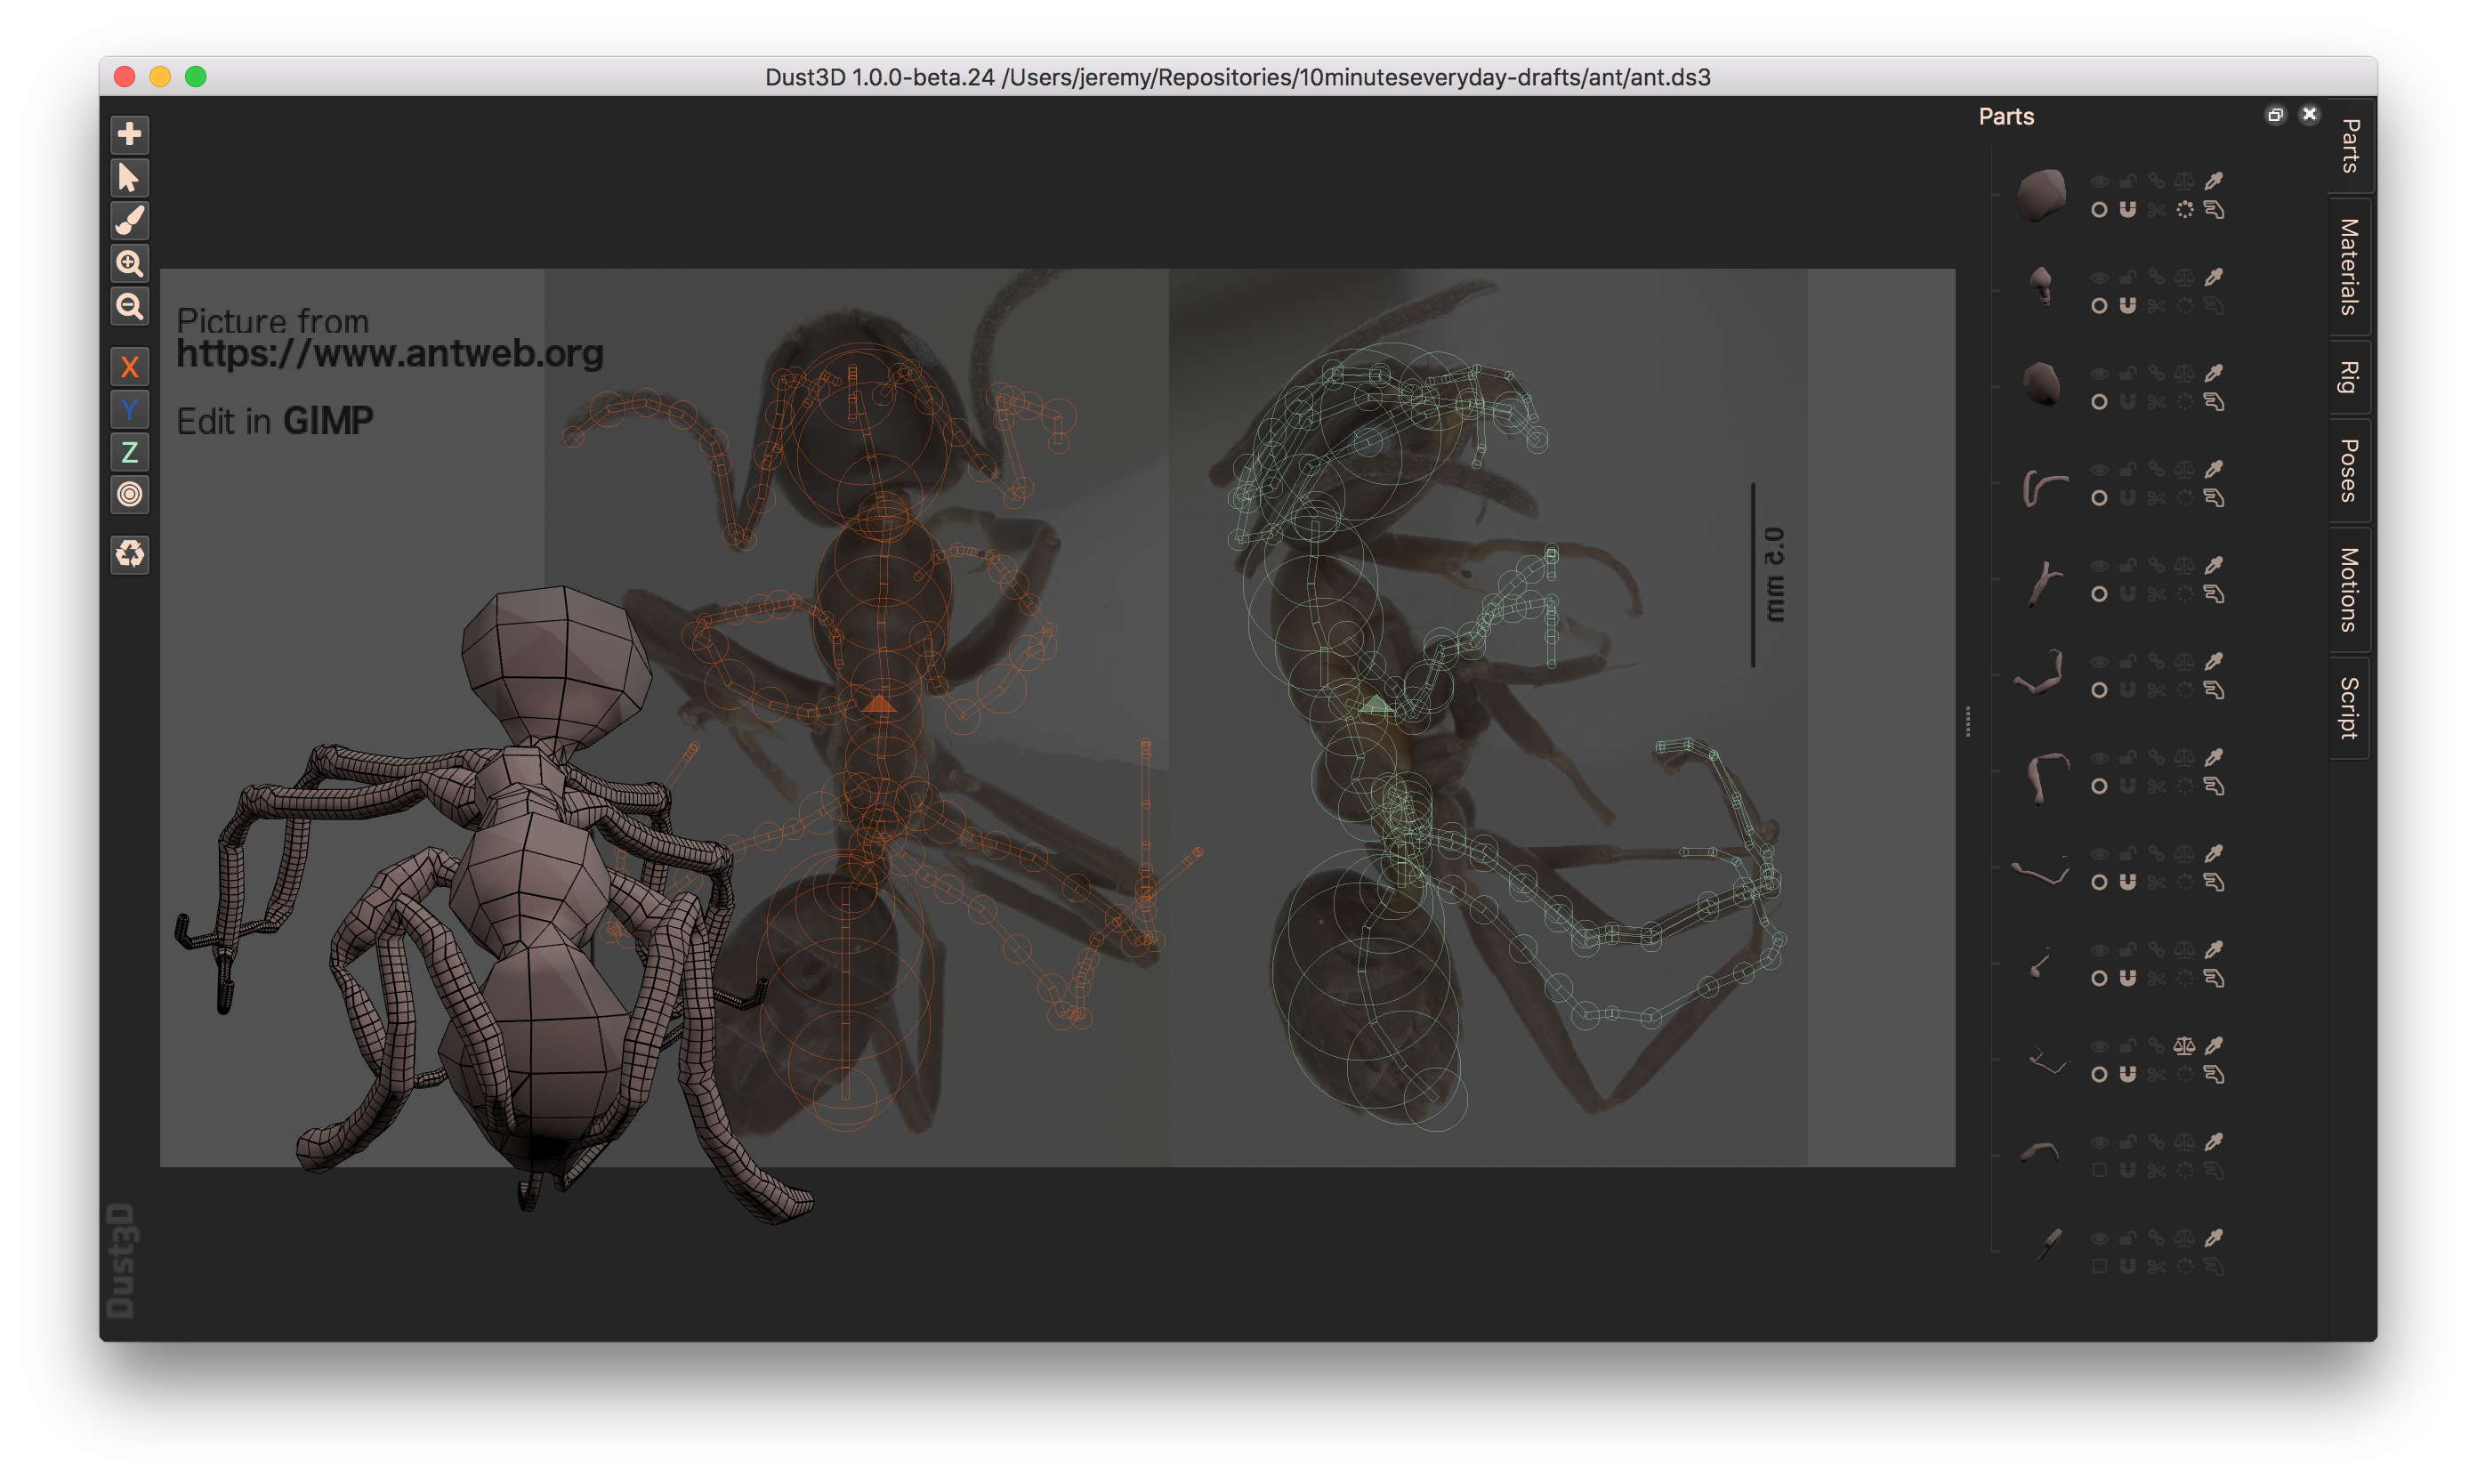 Dust3D 1.0.0-beta.24 /Users/jeremy/Repositories/10minuteseveryday-drafts/ant/ant.ds3
Parts
Parts
Materials
Rig
Poses
Motions
Script
X
Y
Z
Picture from
https://www.antweb.org
Edit in GIMP
0.5 mm
Dust3D